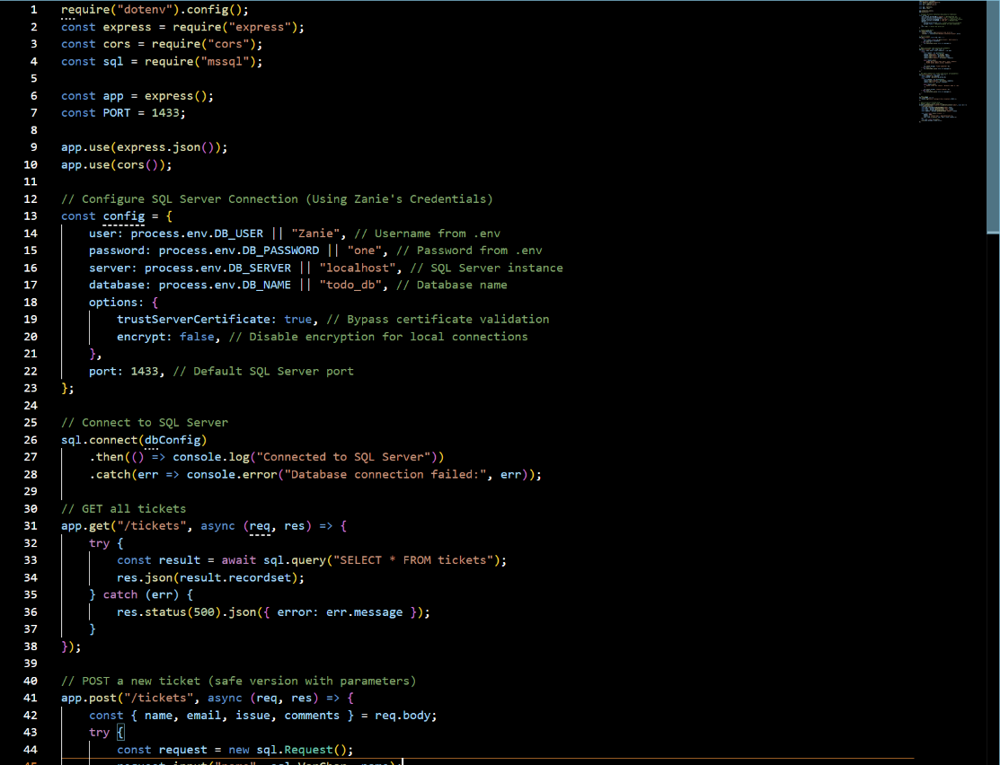 1 require("dotenv").config();
2 const express = require("express");
3 const cors = require("cors");
4 const sql = require("mssql");
5
6 const app = express();
7 const PORT = 1433;
8
9 app.use(express.json());
10 app.use(cors());
11
12 // Configure SQL Server Connection (Using Zanie's Credentials)
13 const config = {
14     user: process.env.DB_USER || "Zanie", // Username from .env
15     password: process.env.DB_PASSWORD || "one", // Password from .env
16     server: process.env.DB_SERVER || "localhost", // SQL Server instance
17     database: process.env.DB_NAME || "todo_db", // Database name
18     options: {
19         trustServerCertificate: true, // Bypass certificate validation
20         encrypt: false, // Disable encryption for local connections
21     },
22     port: 1433, // Default SQL Server port
23 };
24
25 // Connect to SQL Server
26 sql.connect(dbConfig)
27     .then(() => console.log("Connected to SQL Server"))
28     .catch(err => console.error("Database connection failed:", err));
29
30 // GET all tickets
31 app.get("/tickets", async (req, res) => {
32     try {
33         const result = await sql.query("SELECT * FROM tickets");
34         res.json(result.recordset);
35     } catch (err) {
36         res.status(500).json({ error: err.message });
37     }
38 });
39
40 // POST a new ticket (safe version with parameters)
41 app.post("/tickets", async (req, res) => {
42     const { name, email, issue, comments } = req.body;
43     try {
44         const request = new sql.Request();